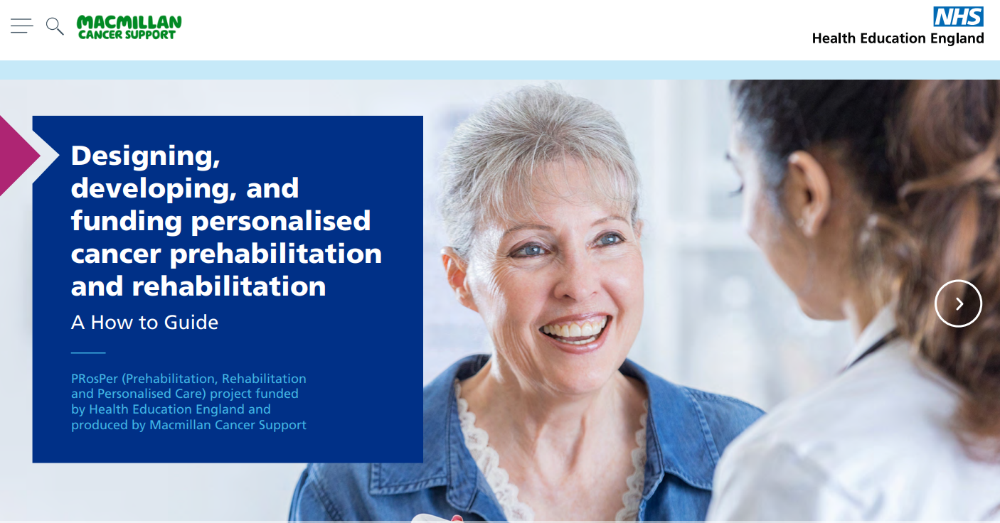 MACMILLAN
CANCER SUPPORT
NHS
Health Education England
Designing,
developing, and
funding personalised
cancer prehabilitation
and rehabilitation
A How to Guide
PRosPer (Prehabilitation, Rehabilitation
and Personalised Care) project funded
by Health Education England and
produced by Macmillan Cancer Support